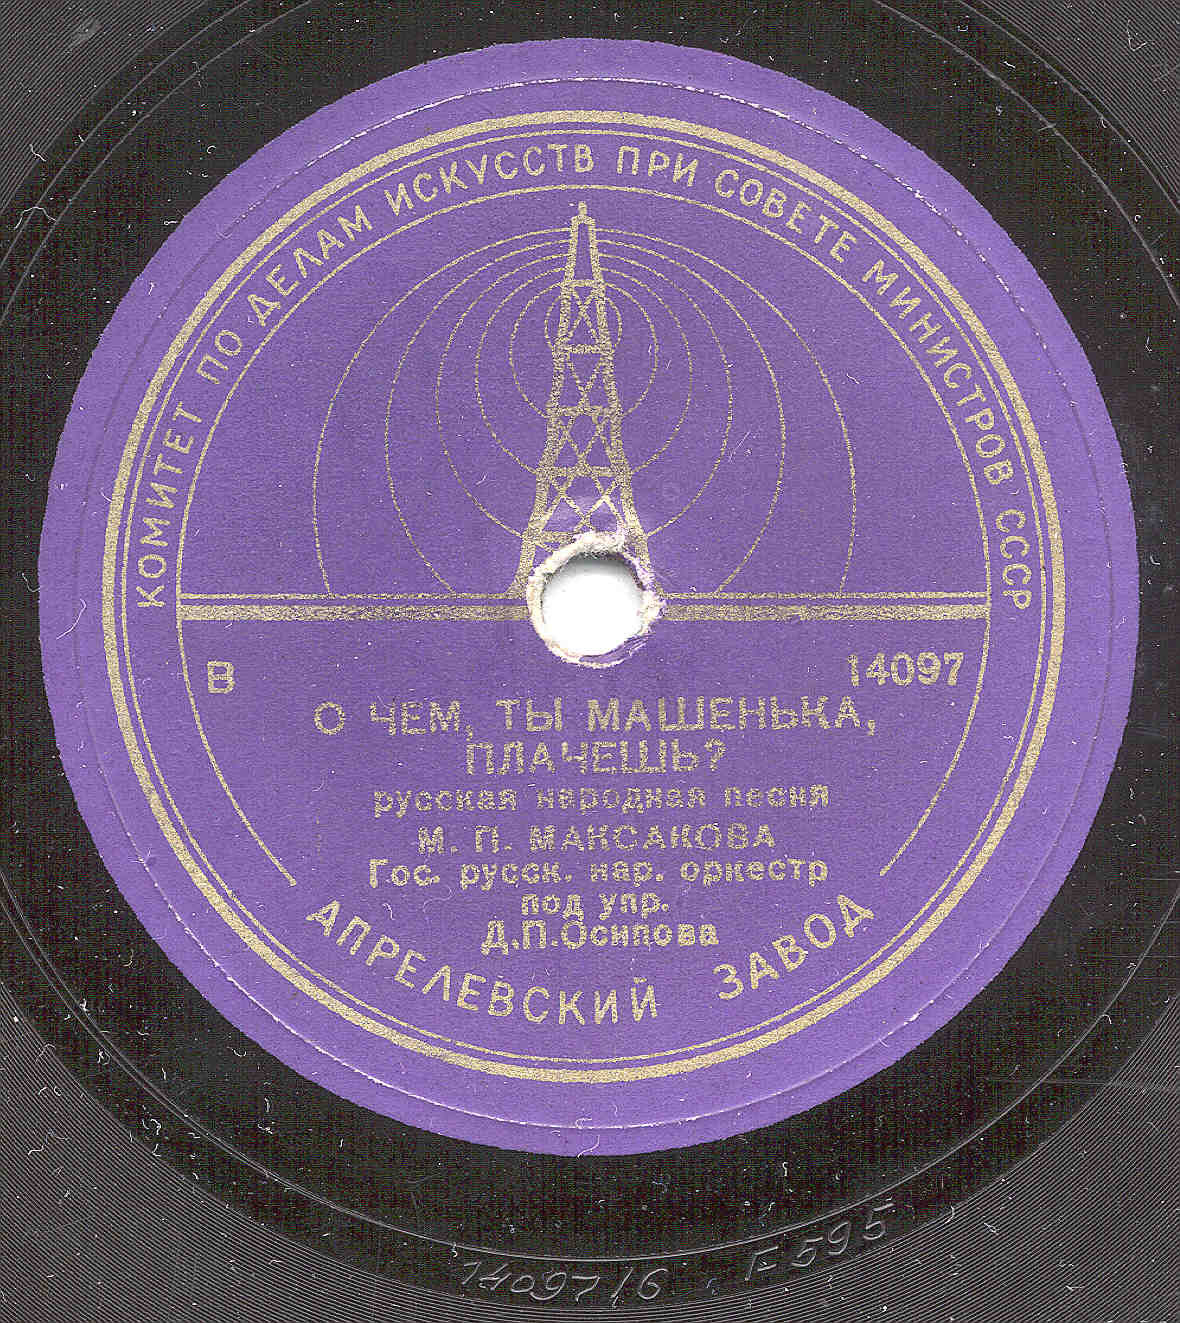 КОМИТЕТ ПО ДЕЛАМ ИСКУССТВ ПРИ СОВЕТЕ МИНИСТРОВ СССР
В 14097
О ЧЕМ, ТЫ МАШЕНЬКА,
ПЛАЧЕШЬ?
русская народная песня
М. П. МАКСАКОВА
Гос. русск. нар. оркестр
под упр.
Д.П.Осипова
АПРЕЛЕВСКИЙ ЗАВОД
14097/6 F 595